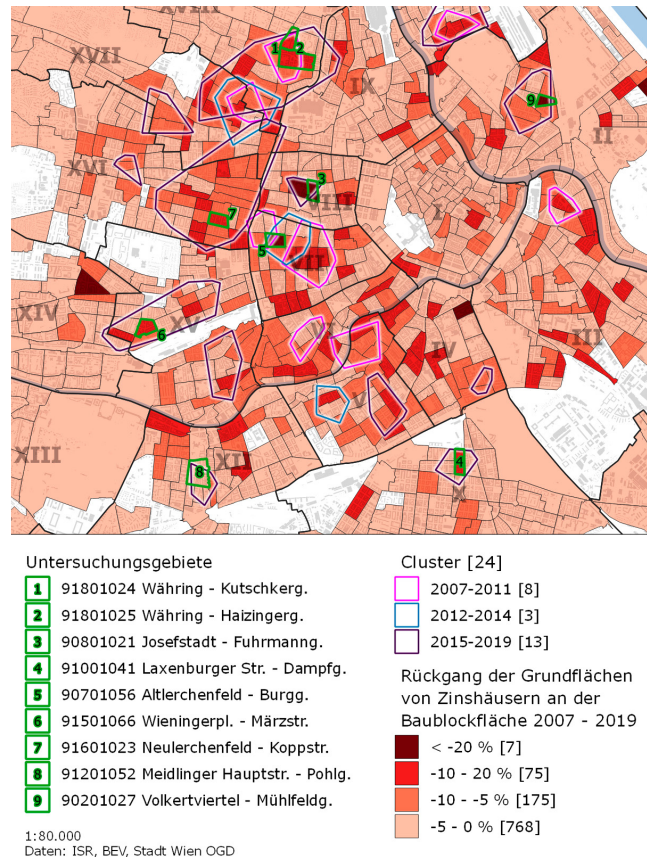 XVIII
XVII
1
2
IX
9
II
XVI
3
VIII
I
7
5
VII
XIV
XV
6
VI
IV
III
V
XIII
XII
8
4
X
Untersuchungsgebiete
1 91801024 Währing - Kutschkerg.
2 91801025 Währing - Haizingerg.
3 90801021 Josefstadt - Fuhrmanng.
4 91001041 Laxenburger Str. - Dampfg.
5 90701056 Altlerchenfeld - Burgg.
6 91501066 Wieningerpl. - Märzstr.
7 91601023 Neulerchenfeld - Koppstr.
8 91201052 Meidlinger Hauptstr. - Pohlg.
9 90201027 Volkertviertel - Mühlfeldg.
1:80.000
Daten: ISR, BEV, Stadt Wien OGD
Cluster [24]
2007-2011 [8]
2012-2014 [3]
2015-2019 [13]
Rückgang der Grundflächen
von Zinshäusern an der
Baublockfläche 2007 - 2019
< -20 % [7]
-10 - 20 % [75]
-10 - -5% [175]
-5 - 0 % [768]